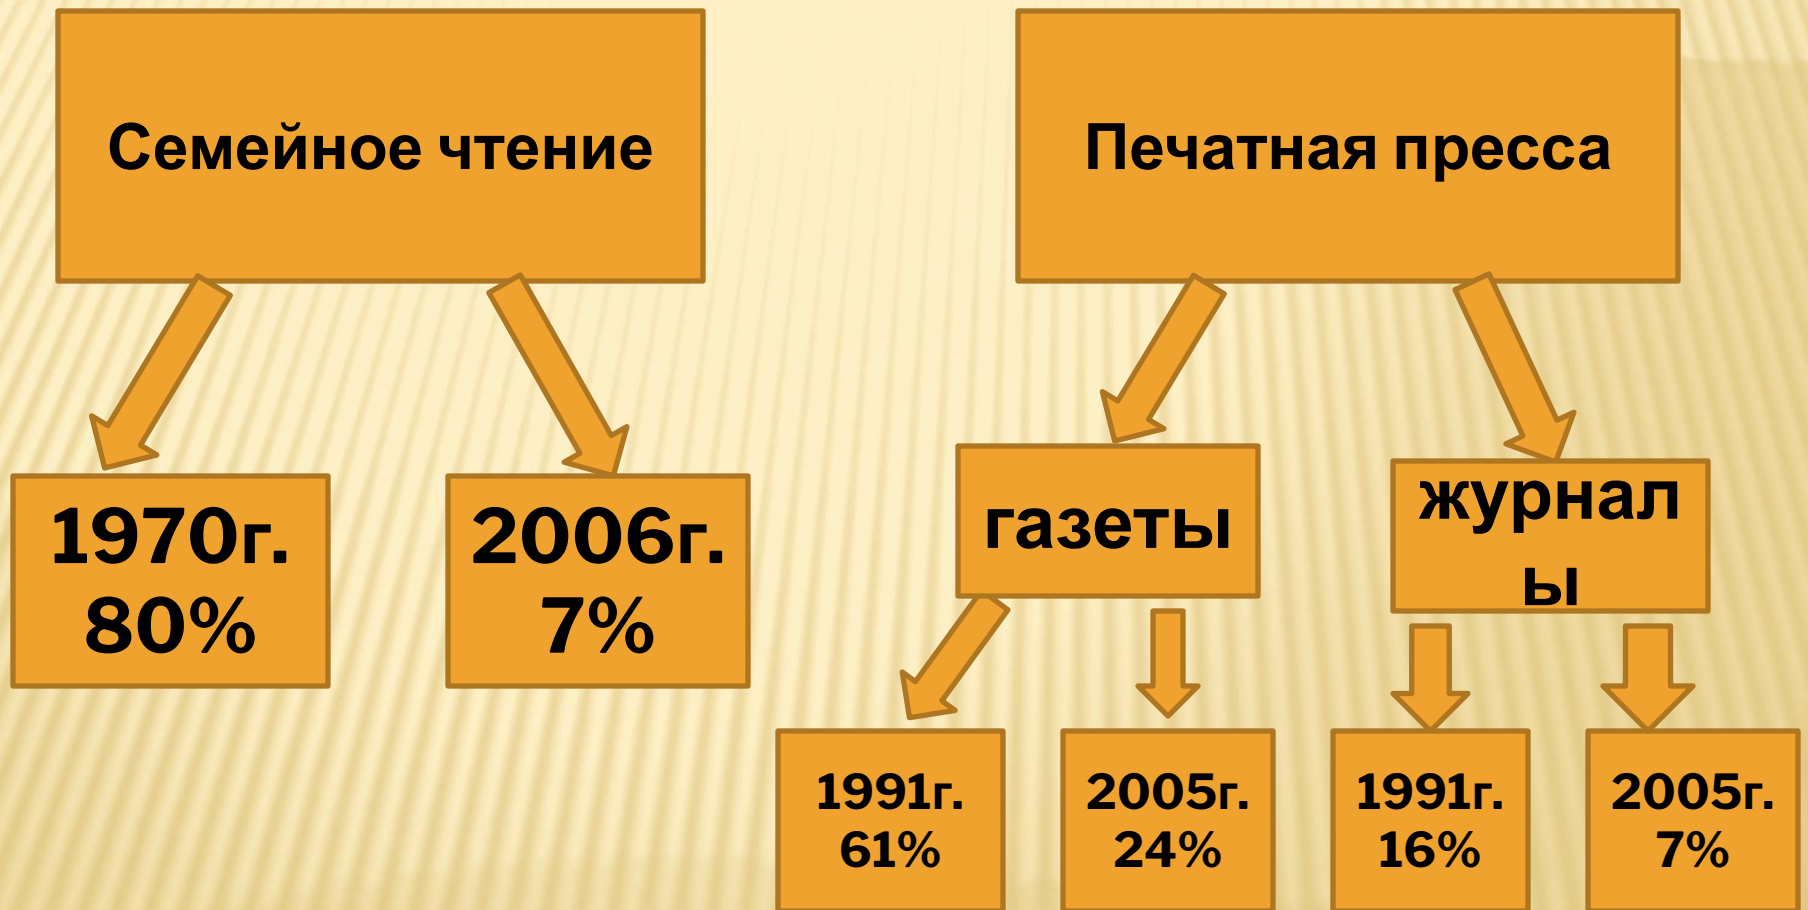 Семейное чтение
Печатная пресса
1970г.
80%
2006г.
7%
газеты
журнал
ы
1991г.
61%
2005г.
24%
1991г.
16%
2005г.
7%